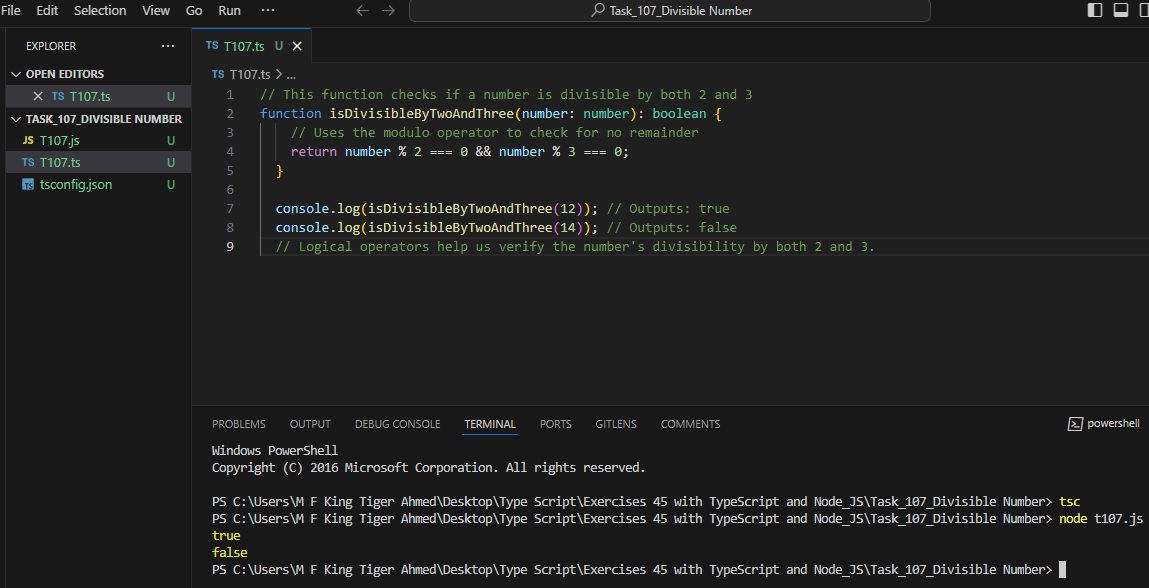 File Edit Selection View Go Run ···
Task_107_Divisible Number
EXPLORER ···
OPEN EDITORS
TS T107.ts U
TASK_107_DIVISIBLE NUMBER
JS T107.js U
TS T107.ts U
TS tsconfig.json U
TS T107.ts U
TS T107.ts > ...
1 // This function checks if a number is divisible by both 2 and 3
2 function isDivisibleByTwoAndThree(number: number): boolean {
3 // Uses the modulo operator to check for no remainder
4 return number % 2 === 0 && number % 3 === 0;
5 }
6
7 console.log(isDivisibleByTwoAndThree(12)); // Outputs: true
8 console.log(isDivisibleByTwoAndThree(14)); // Outputs: false
9 // Logical operators help us verify the number's divisibility by both 2 and 3.
PROBLEMS OUTPUT DEBUG CONSOLE TERMINAL PORTS GITLENS COMMENTS
powershell
Windows PowerShell
Copyright (C) 2016 Microsoft Corporation. All rights reserved.
PS C:\Users\M F King Tiger Ahmed\Desktop\Type Script\Exercises 45 with TypeScript and Node_JS\Task_107_Divisible Number> tsc
PS C:\Users\M F King Tiger Ahmed\Desktop\Type Script\Exercises 45 with TypeScript and Node_JS\Task_107_Divisible Number> node t107.js
true
false
PS C:\Users\M F King Tiger Ahmed\Desktop\Type Script\Exercises 45 with TypeScript and Node_JS\Task_107_Divisible Number>